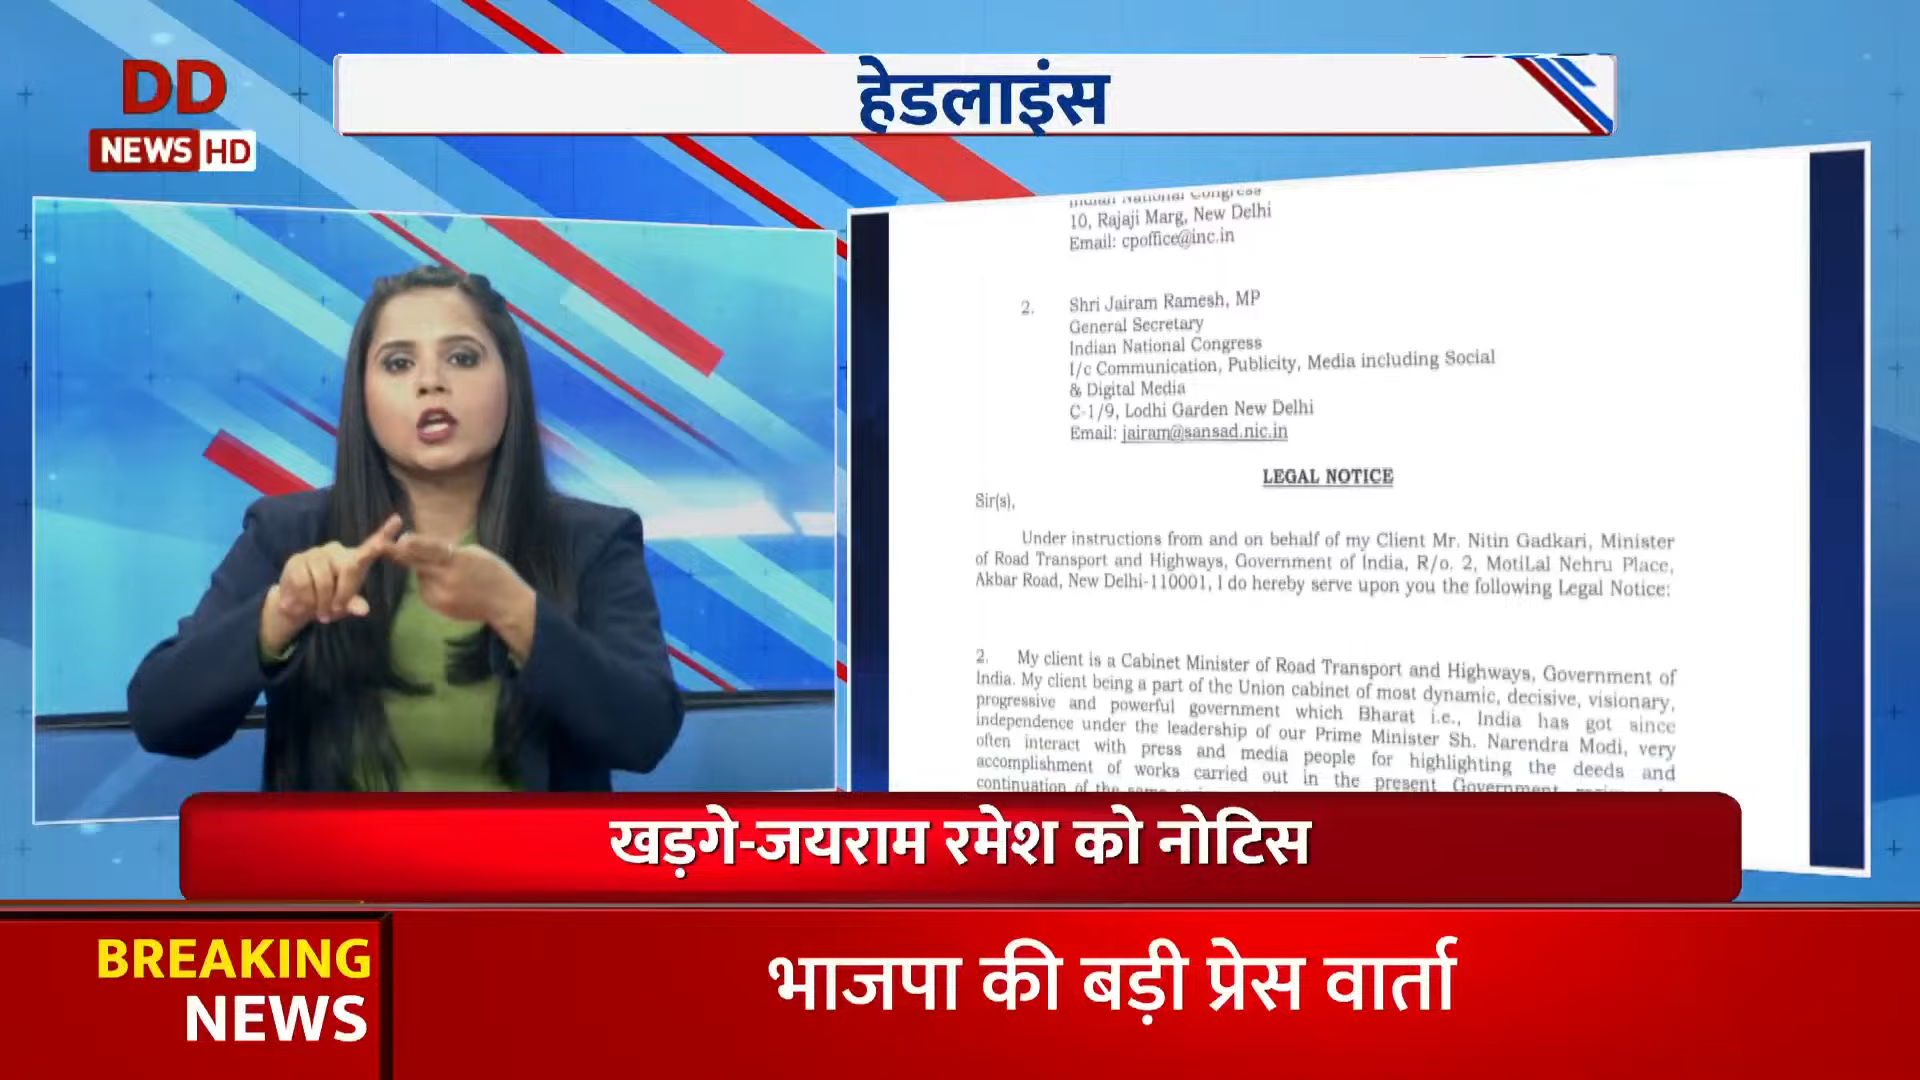 DD
NEWS HD
हेडलाइंस
Indian National Congress
10, Rajaji Marg, New Delhi
Email: cpoffice@inc.in
2. Shri Jairam Ramesh, MP
General Secretary
Indian National Congress
I/c Communication, Publicity, Media including Social
& Digital Media
C-1/9, Lodhi Garden New Delhi
Email: jairam@sansad.nic.in
LEGAL NOTICE
Sir(s),
Under instructions from and on behalf of my Client Mr. Nitin Gadkari, Minister
of Road Transport and Highways, Government of India, R/o. 2, MotiLal Nehru Place,
Akbar Road, New Delhi-110001, I do hereby serve upon you the following Legal Notice:
2. My client is a Cabinet Minister of Road Transport and Highways, Government of
India. My client being a part of the Union cabinet of most dynamic, decisive, visionary,
progressive and powerful government which Bharat i.e., India has got since
independence under the leadership of our Prime Minister Sh. Narendra Modi, very
often interact with press and media people for highlighting the deeds and
accomplishment of works carried out in the present Government
continuation of the same
खड़गे-जयराम रमेश को नोटिस
BREAKING
NEWS
भाजपा की बड़ी प्रेस वार्ता